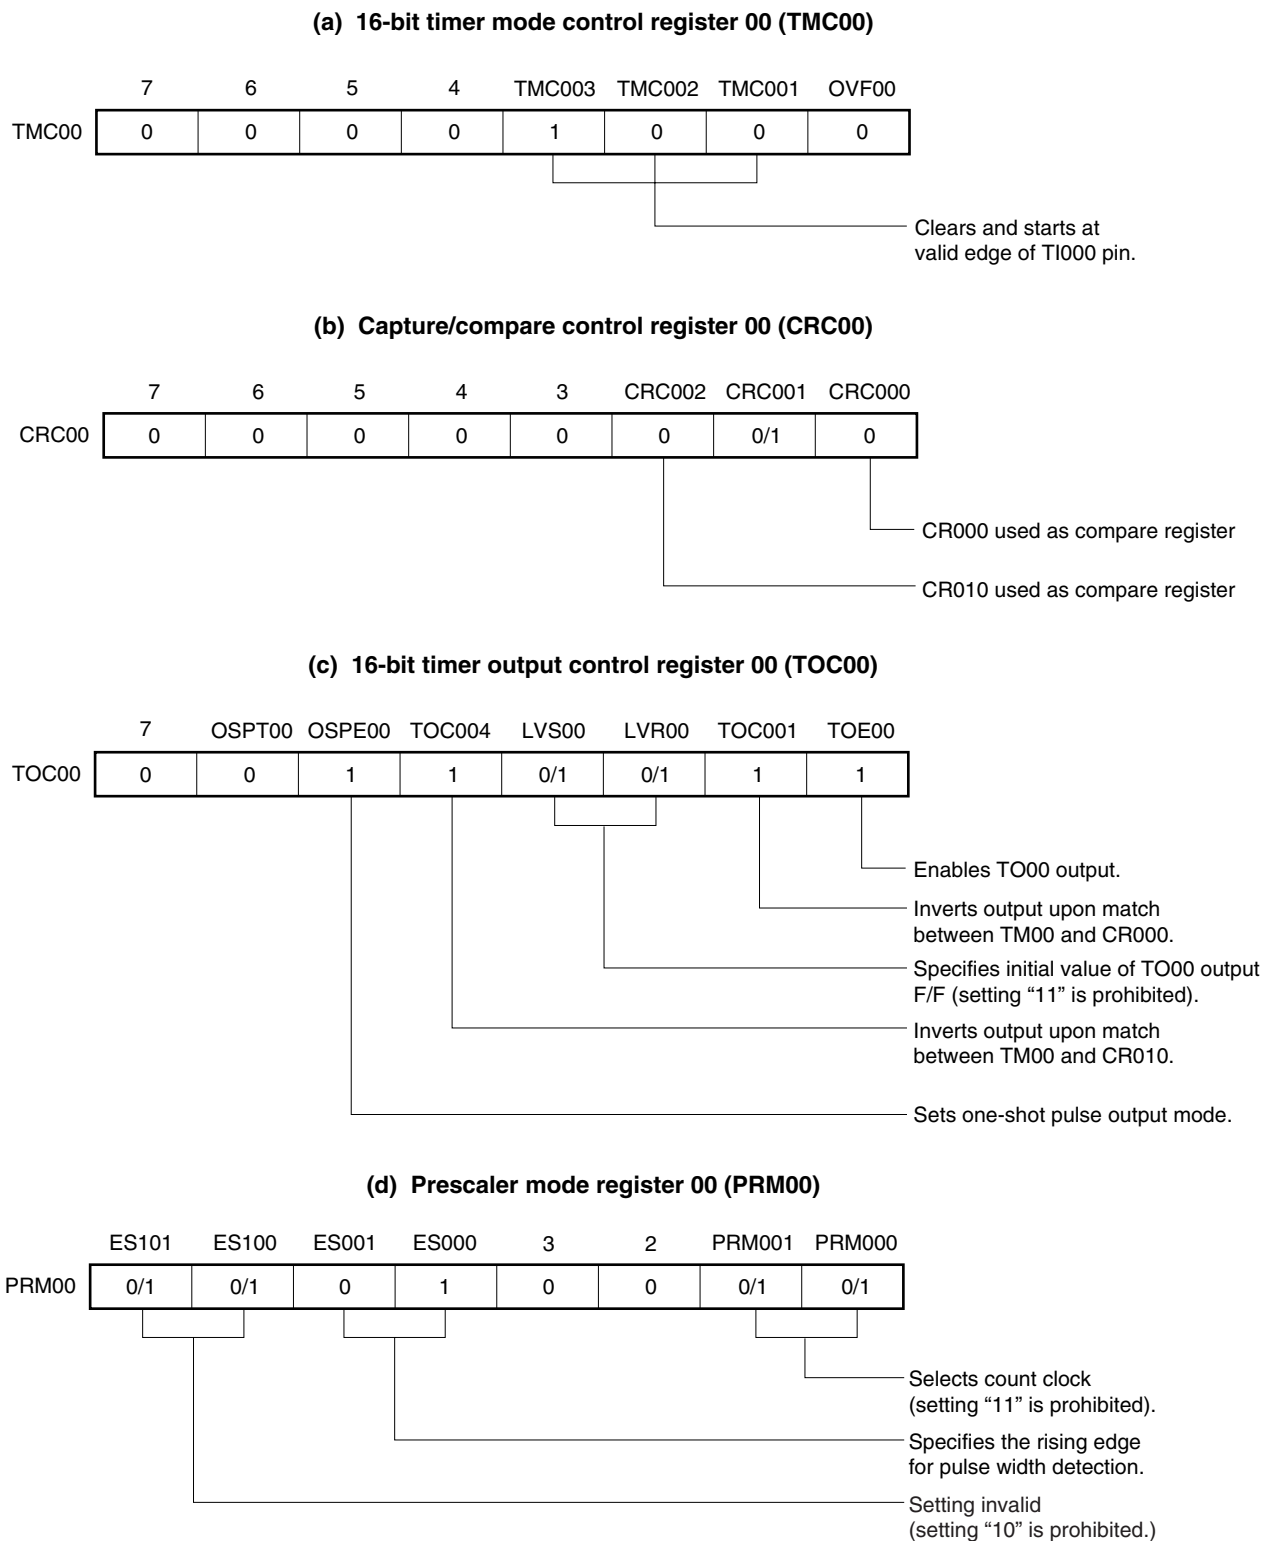 (a) 16-bit timer mode control register 00 (TMC00)
7 6 5 4 TMC003 TMC002 TMC001 OVF00
TMC00 0 0 0 0 1 0 0 0
Clears and starts at
valid edge of TI000 pin.
(b) Capture/compare control register 00 (CRC00)
7 6 5 4 3 CRC002 CRC001 CRC000
CRC00 0 0 0 0 0 0 0/1 0
CR000 used as compare register
CR010 used as compare register
(c) 16-bit timer output control register 00 (TOC00)
7 OSPT00 OSPE00 TOC004 LVS00 LVR00 TOC001 TOE00
TOC00 0 0 1 1 0/1 0/1 1 1
Enables TO00 output.
Inverts output upon match
between TM00 and CR000.
Specifies initial value of TO00 output
F/F (setting “11” is prohibited).
Inverts output upon match
between TM00 and CR010.
Sets one-shot pulse output mode.
(d) Prescaler mode register 00 (PRM00)
ES101 ES100 ES001 ES000 3 2 PRM001 PRM000
PRM00 0/1 0/1 0 1 0 0 0/1 0/1
Selects count clock
(setting “11” is prohibited).
Specifies the rising edge
for pulse width detection.
Setting invalid
(setting “10” is prohibited.)